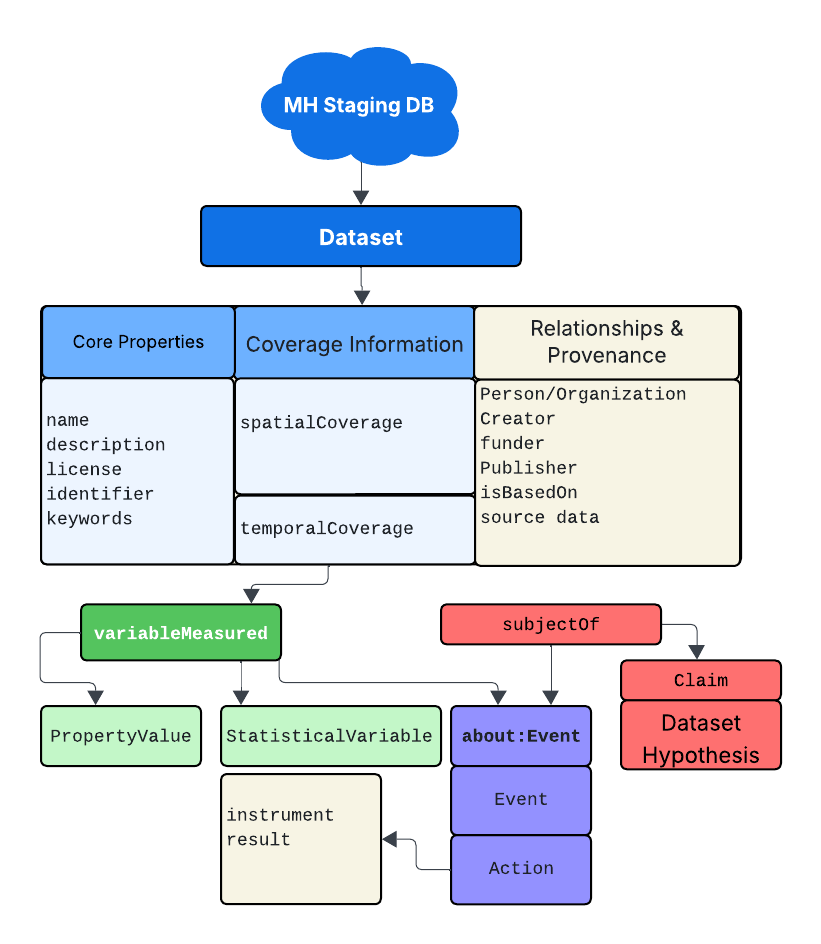 MH Staging DB
Dataset
Core Properties
Coverage Information
Relationships &
Provenance
name
description
license
identifier
keywords
spatialCoverage
temporalCoverage
Person/Organization
Creator
funder
Publisher
isBasedOn
source data
variableMeasured
subjectOf
Claim
Dataset
Hypothesis
PropertyValue
StatisticalVariable
about:Event
Event
Action
instrument
result